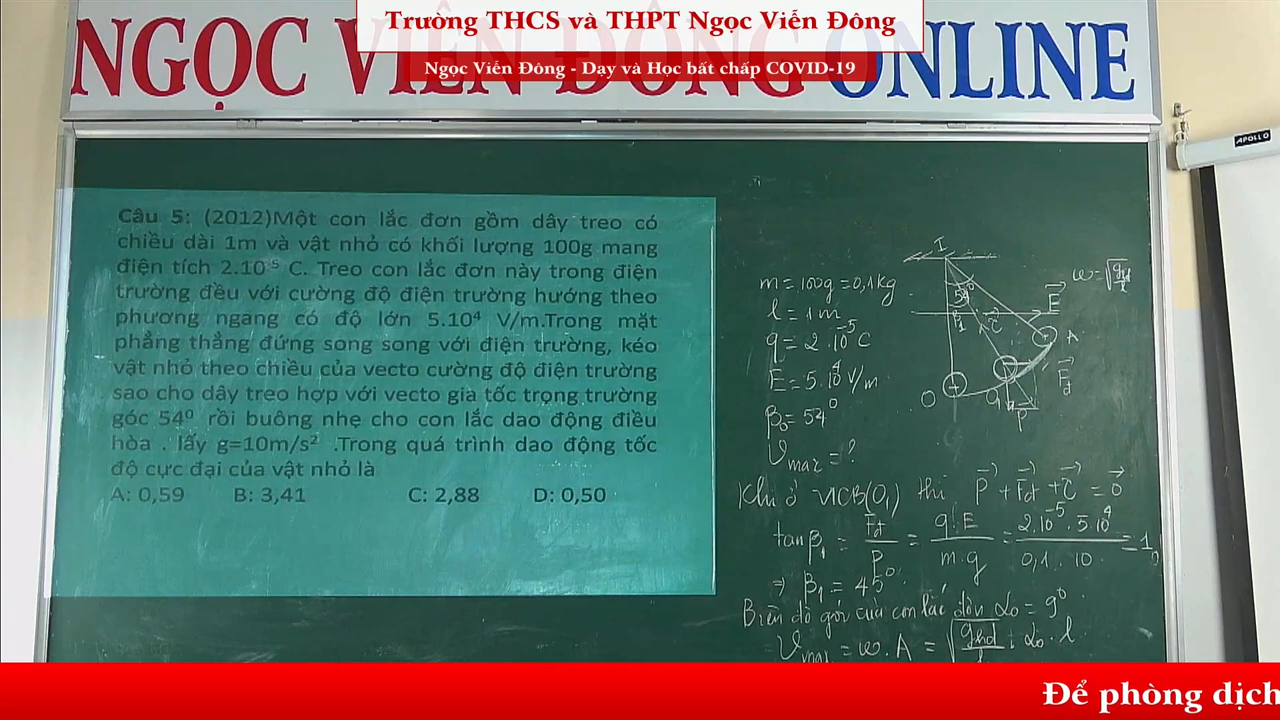 Trường THCS và THPT Ngọc Viễn Đông
NGỌC VIỄN ĐÔNG ONLINE
Ngọc Viễn Đông - Dạy và Học bất chấp COVID-19
APOLLO
Câu 5: (2012)Một con lắc đơn gồm dây treo có
chiều dài 1m và vật nhỏ có khối lượng 100g mang
điện tích 2.10⁻⁵ C. Treo con lắc đơn này trong điện
trường đều với cường độ điện trường hướng theo
phương ngang có độ lớn 5.10⁴ V/m.Trong mặt
phẳng thẳng đứng song song với điện trường, kéo
vật nhỏ theo chiều của vecto cường độ điện trường
sao cho dây treo hợp với vecto gia tốc trọng trường
góc 54⁰ rồi buông nhẹ cho con lắc dao động điều
hòa . lấy g=10m/s² .Trong quá trình dao động tốc
độ cực đại của vật nhỏ là
A: 0,59 B: 3,41 C: 2,88 D: 0,50
m = 100g = 0,1kg
l = 1m
q = 2.10⁻⁵C
E = 5.10⁴ V/m
β₀ = 54⁰
Vmax = ?
I
54⁰
β₁
E
A
Fđ
O
P
Khi ở VTCB(O₁) thì P + Fđ + T = 0
tanβ₁ = Fđ/P = q.E/m.g = 2.10⁻⁵.5.10⁴/0,1.10 = 1
⇒ β₁ = 45⁰
Biên độ góc của con lắc đơn α₀ = 9⁰
Vmax = ω.A = √ghd/l . α₀.l
Để phòng dịch